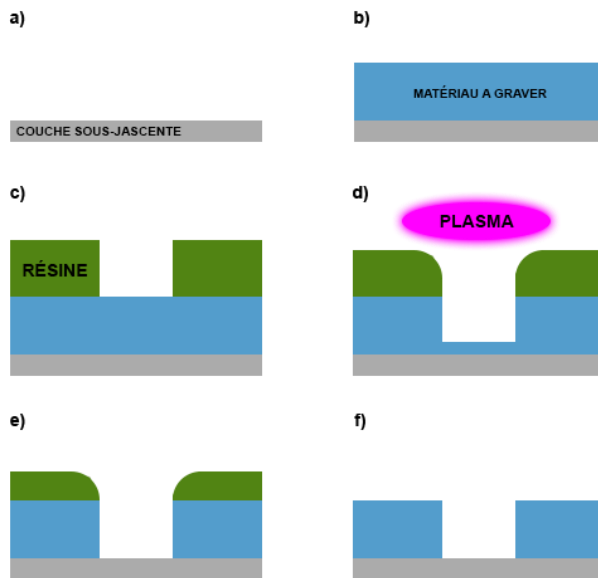 a)
b)
MATÉRIAU A GRAVER
COUCHE SOUS-JASCENTE
c)
d)
PLASMA
RÉSINE
e)
f)